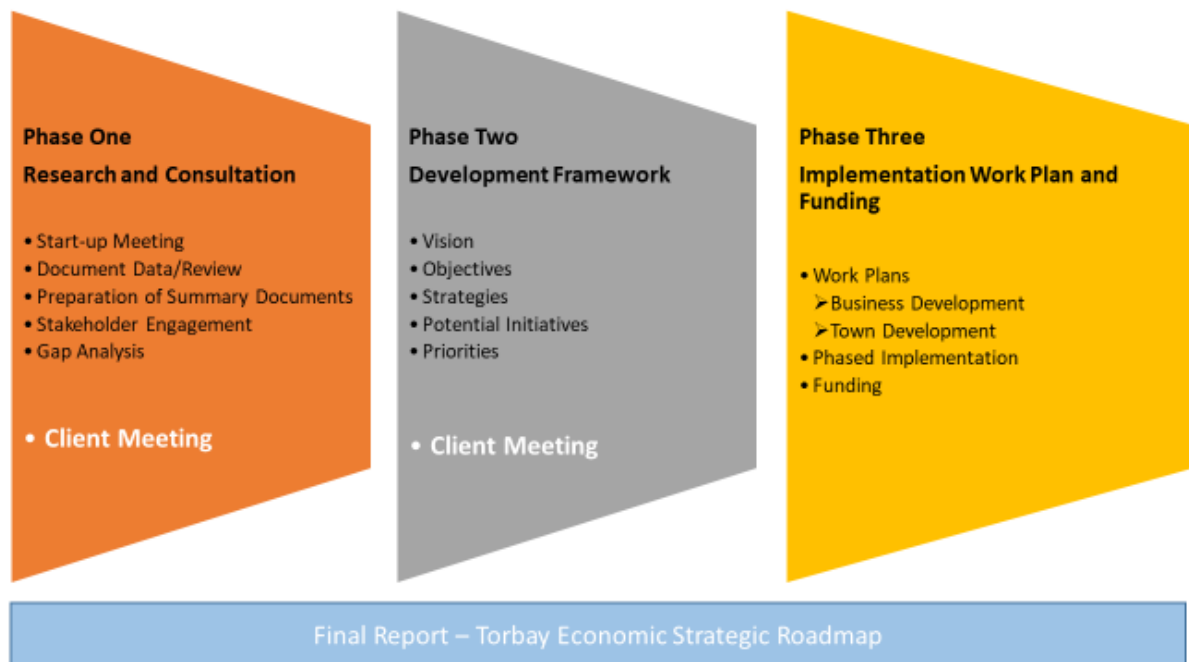 Phase One
Research and Consultation
• Start-up Meeting
• Document Data/Review
• Preparation of Summary Documents
• Stakeholder Engagement
• Gap Analysis
• Client Meeting
Phase Two
Development Framework
• Vision
• Objectives
• Strategies
• Potential Initiatives
• Priorities
• Client Meeting
Phase Three
Implementation Work Plan and
Funding
• Work Plans
➢Business Development
➢Town Development
• Phased Implementation
• Funding
Final Report – Torbay Economic Strategic Roadmap